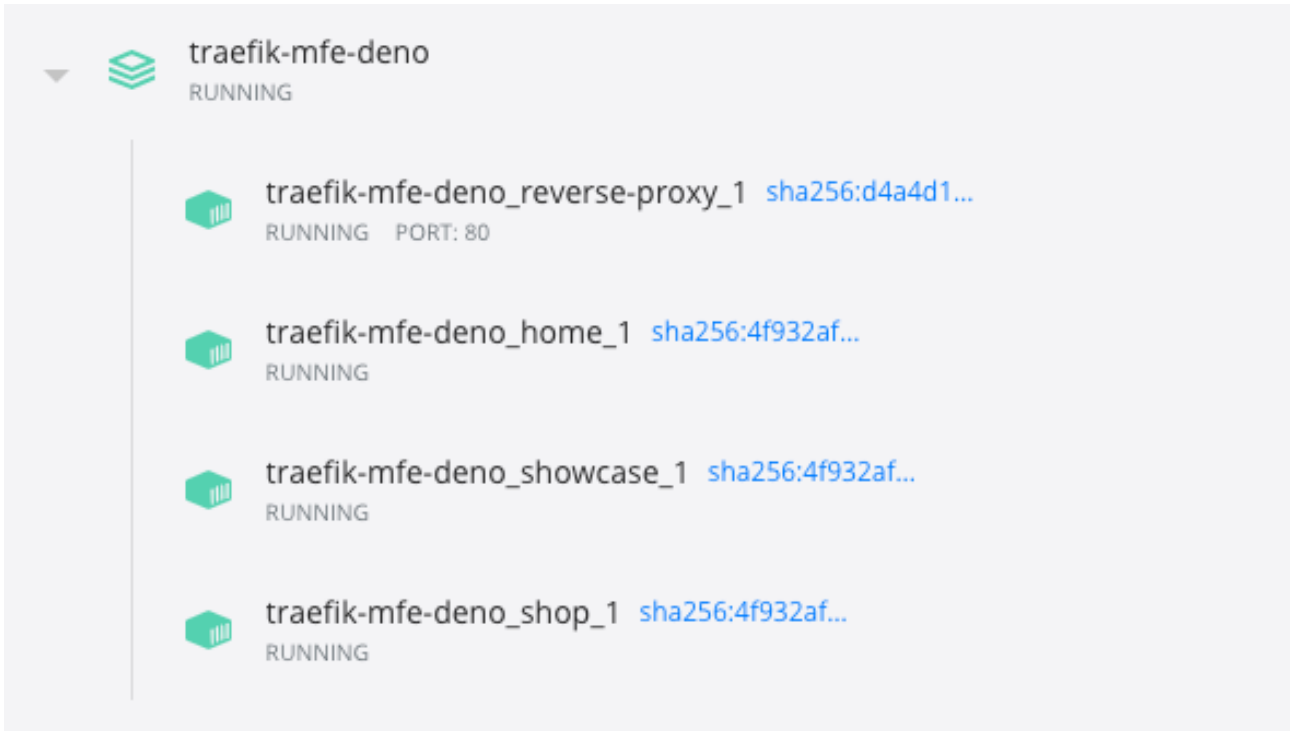 traefik-mfe-deno
RUNNING
traefik-mfe-deno_reverse-proxy_1 sha256:d4a4d1...
RUNNING PORT: 80
traefik-mfe-deno_home_1 sha256:4f932af...
RUNNING
traefik-mfe-deno_showcase_1 sha256:4f932af...
RUNNING
traefik-mfe-deno_shop_1 sha256:4f932af...
RUNNING